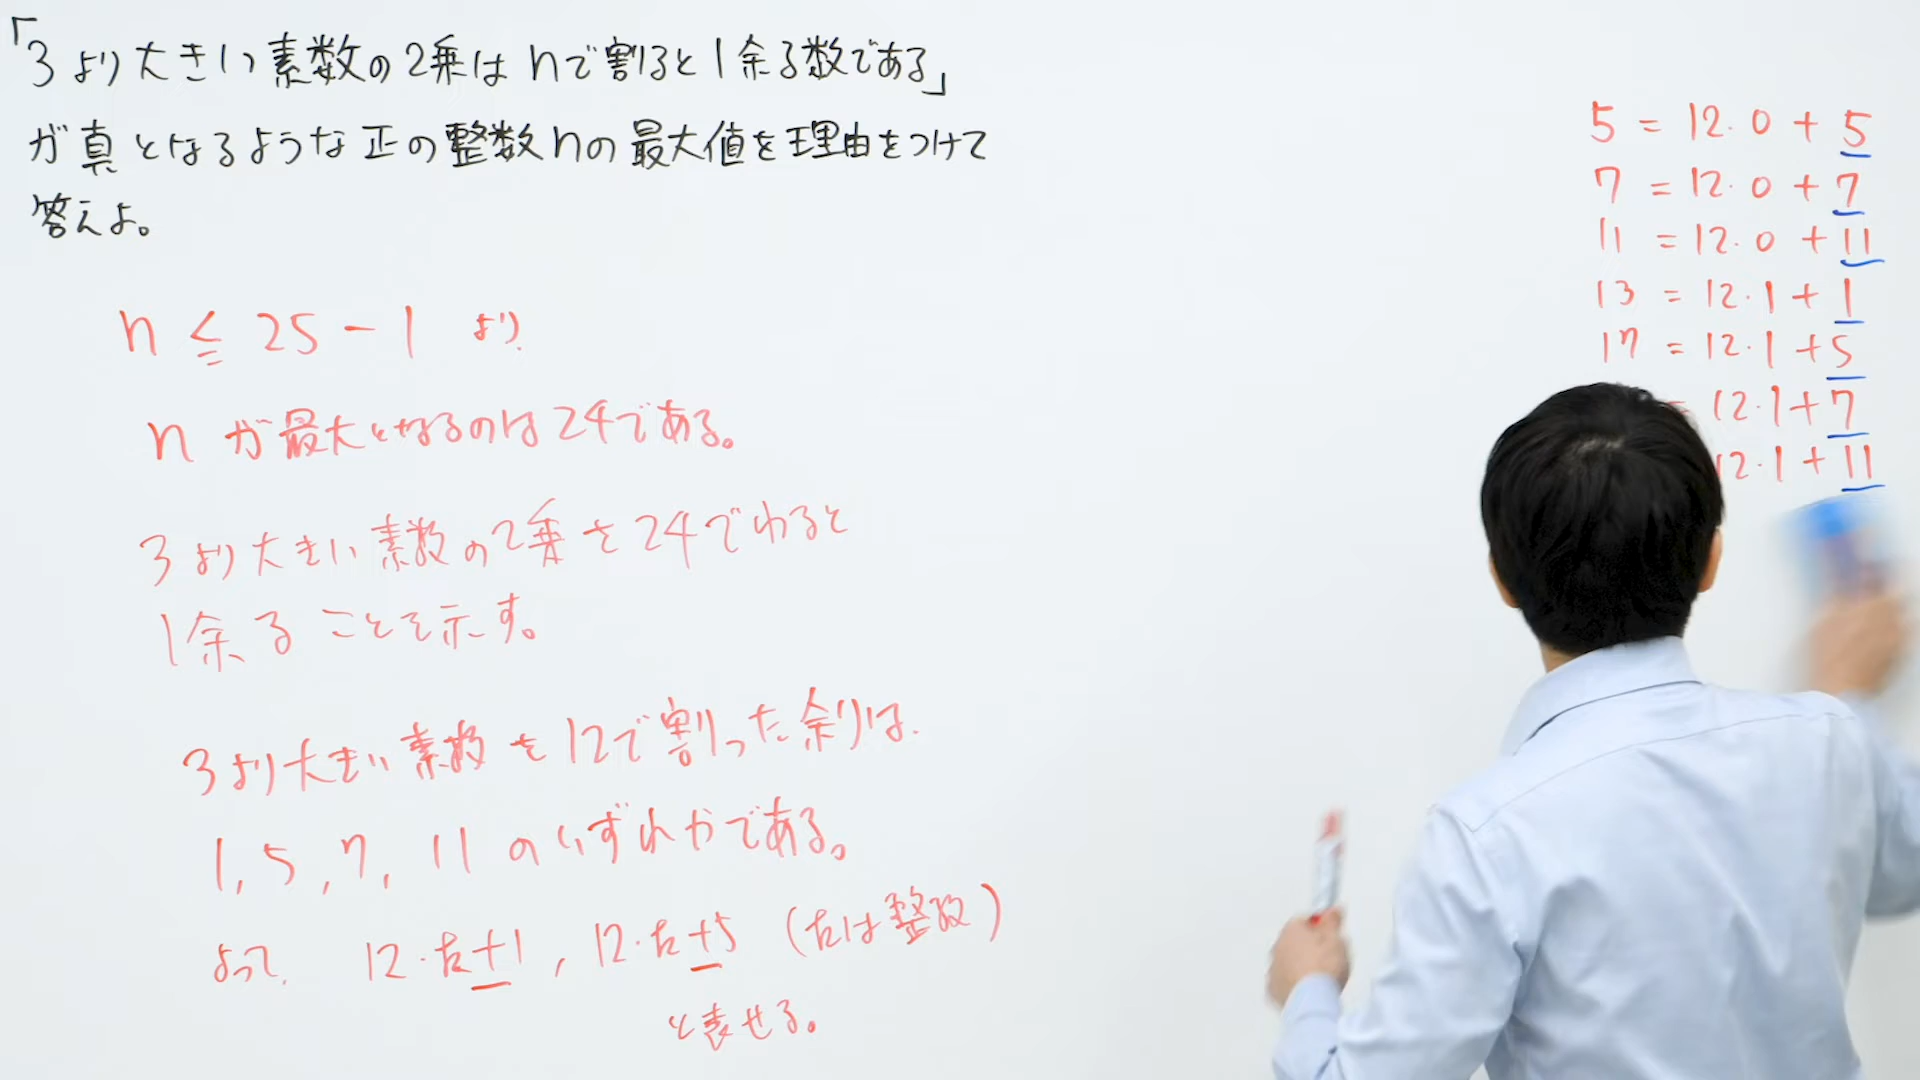 「3より大きい素数の2乗はnで割ると1余る数である」
が真となるような正の整数nの最大値を理由をつけて
答えよ。
n ≦ 25 - 1 より
nが最大となるのは24である。
3より大きい素数の2乗を24でわると
1余ることを示す。
3より大きい素数を12で割った余りは、
1, 5, 7, 11 のいずれかである。
よって、 12・k+1, 12・k+5 (kは整数)
と表せる。
5 = 12・0 + 5
7 = 12・0 + 7
11 = 12・0 + 11
13 = 12・1 + 1
17 = 12・1 + 5
= 12・1 + 7
12・1 + 11